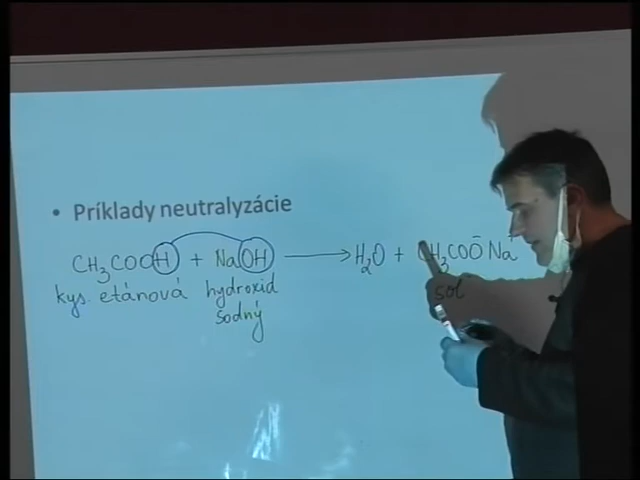 • Príklady neutralyzácie
CH₃COOH + NaOH → H₂O + CH₃COO⁻Na⁺
kys. etánová hydroxid sol
sodný